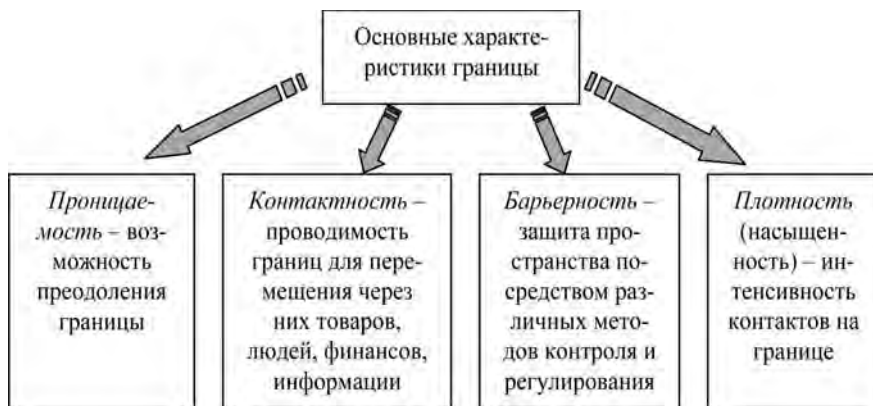 Основные характе-
ристики границы
Проницае-
мость – воз-
можность
преодоления
границы
Контактность –
проводимость
границ для пере-
мещения через
них товаров,
людей, финансов,
информации
Барьерность –
защита про-
странства по-
средством раз-
личных мето-
дов контроля и
регулирования
Плотность
(насыщен-
ность) – ин-
тенсивность
контактов на
границе